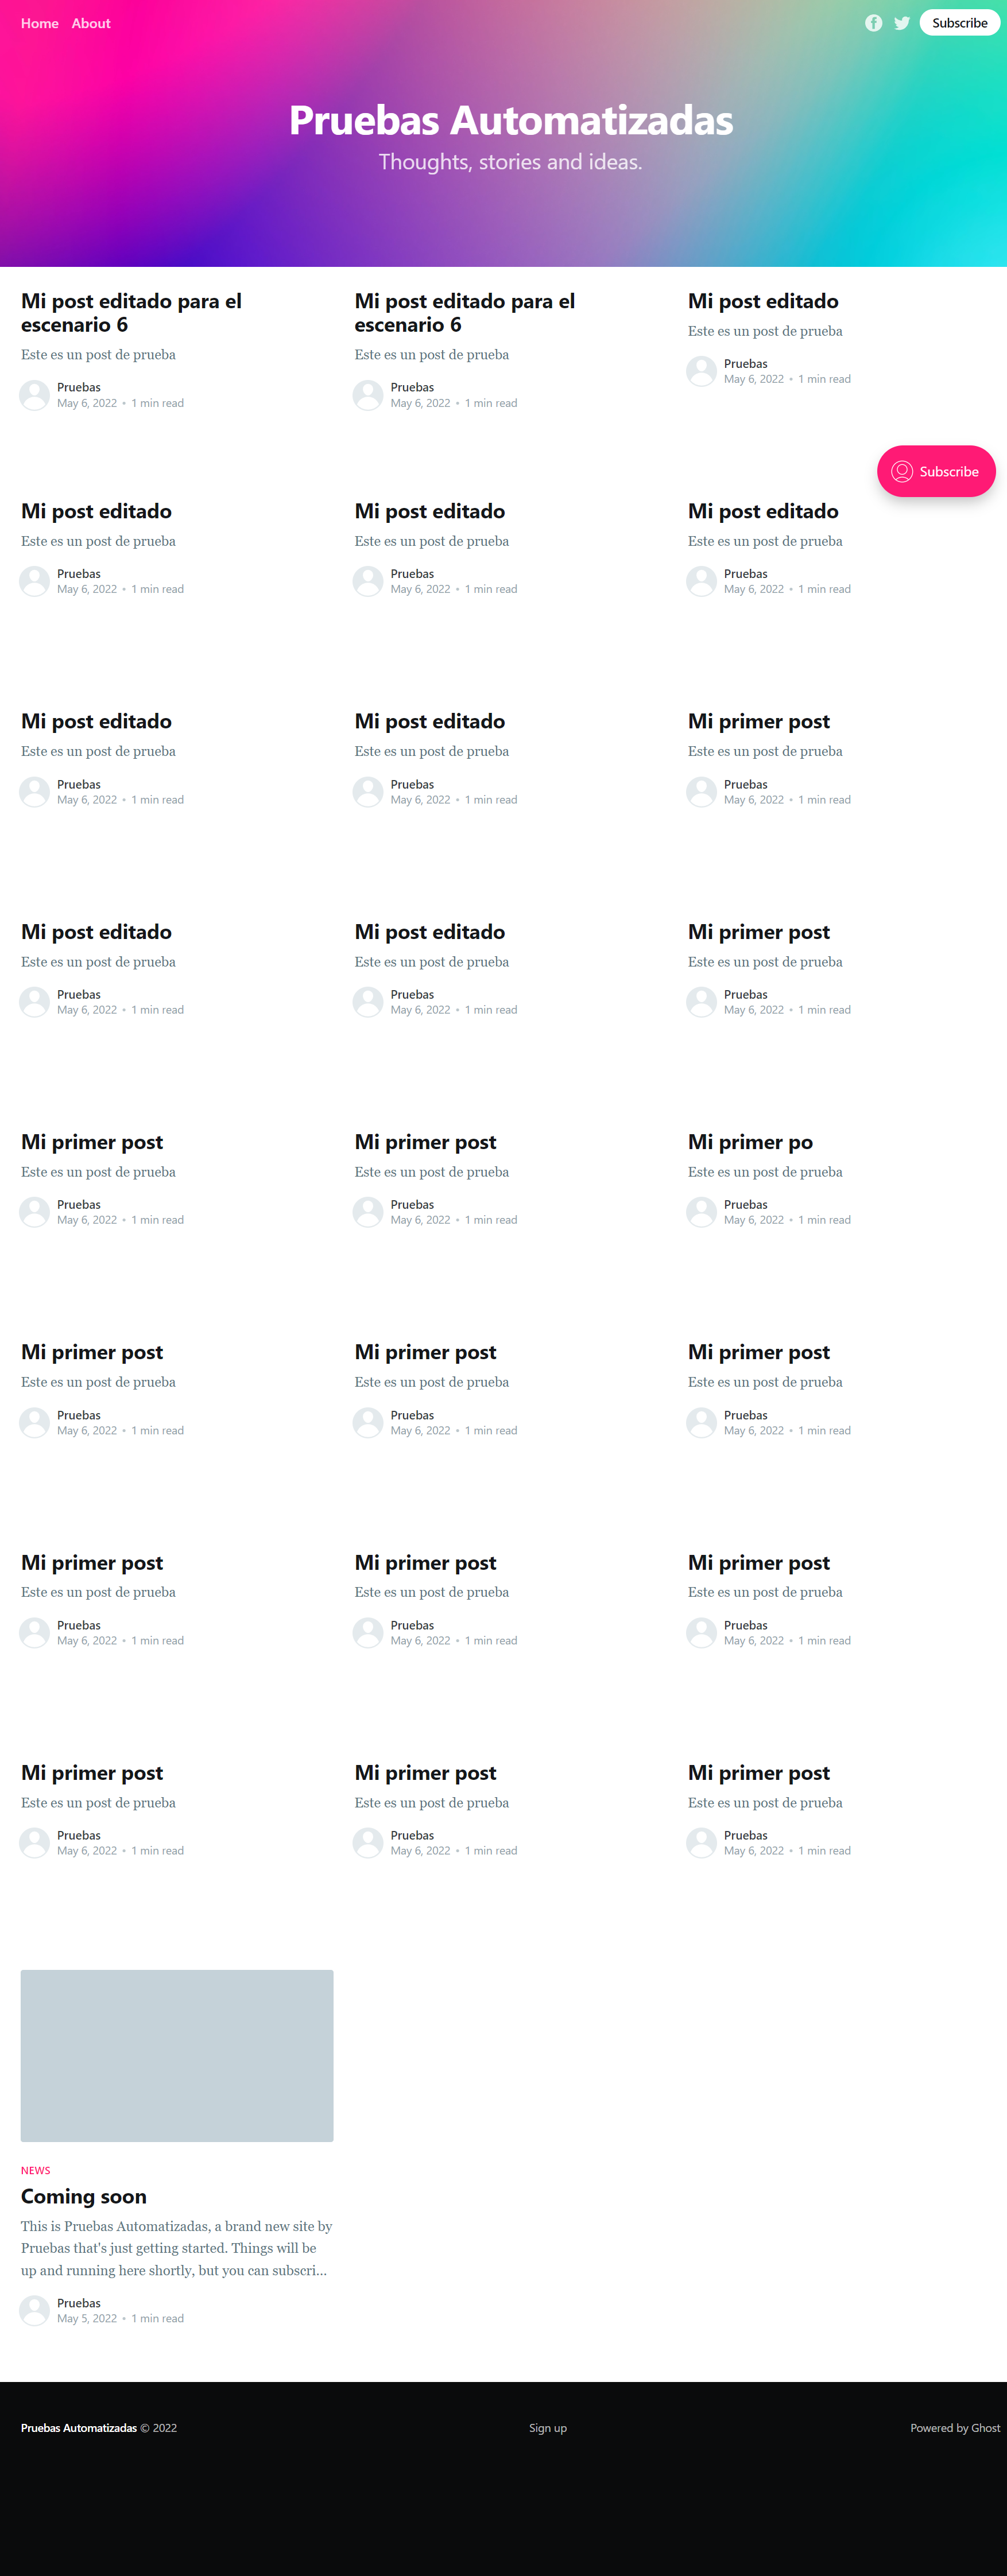 Home About Subscribe
Pruebas Automatizadas
Thoughts, stories and ideas.
Mi post editado para el
escenario 6
Este es un post de prueba
Pruebas
May 6, 2022 • 1 min read
Mi post editado para el
escenario 6
Este es un post de prueba
Pruebas
May 6, 2022 • 1 min read
Mi post editado
Este es un post de prueba
Pruebas
May 6, 2022 • 1 min read
Subscribe
Mi post editado
Este es un post de prueba
Pruebas
May 6, 2022 • 1 min read
Mi post editado
Este es un post de prueba
Pruebas
May 6, 2022 • 1 min read
Mi post editado
Este es un post de prueba
Pruebas
May 6, 2022 • 1 min read
Mi post editado
Este es un post de prueba
Pruebas
May 6, 2022 • 1 min read
Mi post editado
Este es un post de prueba
Pruebas
May 6, 2022 • 1 min read
Mi primer post
Este es un post de prueba
Pruebas
May 6, 2022 • 1 min read
Mi post editado
Este es un post de prueba
Pruebas
May 6, 2022 • 1 min read
Mi post editado
Este es un post de prueba
Pruebas
May 6, 2022 • 1 min read
Mi primer post
Este es un post de prueba
Pruebas
May 6, 2022 • 1 min read
Mi primer post
Este es un post de prueba
Pruebas
May 6, 2022 • 1 min read
Mi primer post
Este es un post de prueba
Pruebas
May 6, 2022 • 1 min read
Mi primer po
Este es un post de prueba
Pruebas
May 6, 2022 • 1 min read
Mi primer post
Este es un post de prueba
Pruebas
May 6, 2022 • 1 min read
Mi primer post
Este es un post de prueba
Pruebas
May 6, 2022 • 1 min read
Mi primer post
Este es un post de prueba
Pruebas
May 6, 2022 • 1 min read
Mi primer post
Este es un post de prueba
Pruebas
May 6, 2022 • 1 min read
Mi primer post
Este es un post de prueba
Pruebas
May 6, 2022 • 1 min read
Mi primer post
Este es un post de prueba
Pruebas
May 6, 2022 • 1 min read
Mi primer post
Este es un post de prueba
Pruebas
May 6, 2022 • 1 min read
Mi primer post
Este es un post de prueba
Pruebas
May 6, 2022 • 1 min read
Mi primer post
Este es un post de prueba
Pruebas
May 6, 2022 • 1 min read
NEWS
Coming soon
This is Pruebas Automatizadas, a brand new site by
Pruebas that's just getting started. Things will be
up and running here shortly, but you can subscri...
Pruebas
May 5, 2022 • 1 min read
Pruebas Automatizadas © 2022 Sign up Powered by Ghost